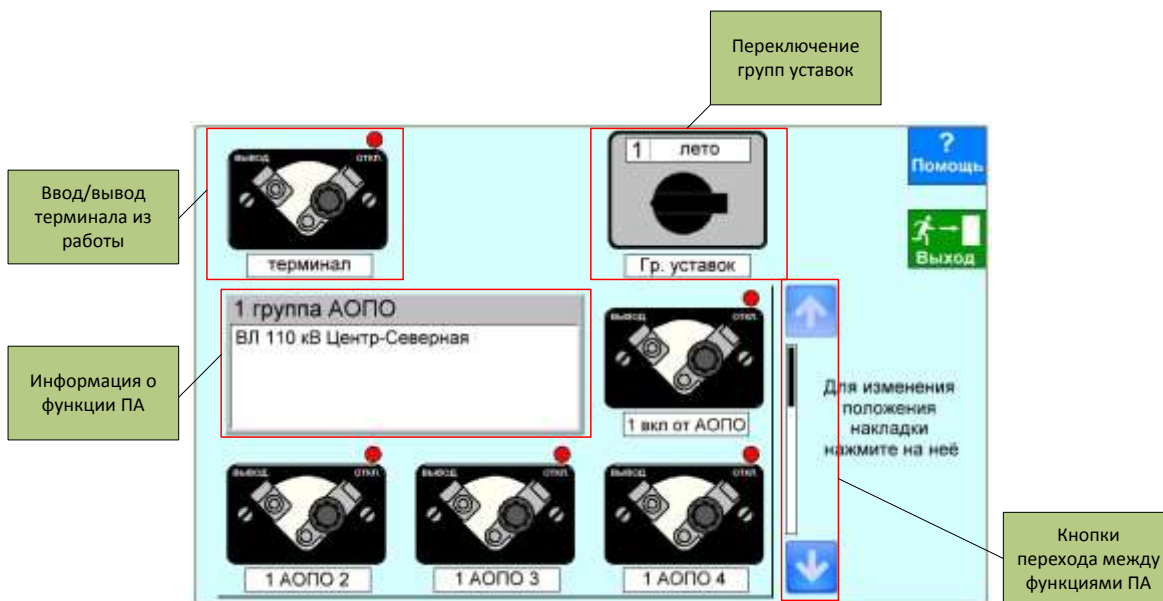 Переключение
групп уставок
Ввод/вывод
терминала из
работы
ВЫВОД
ОТКЛ.
терминал
1 лето
Гр. уставок
?
Помощь
Выход
Информация о
функции ПА
1 группа АОПО
ВЛ 110 кВ Центр-Северная
ВЫВОД
ОТКЛ.
1 вкл от АОПО
Для изменения
положения
накладки
нажмите на неё
ВЫВОД
ОТКЛ.
1 АОПО 2
ВЫВОД
ОТКЛ.
1 АОПО 3
ВЫВОД
ОТКЛ.
1 АОПО 4
Кнопки
перехода между
функциями ПА